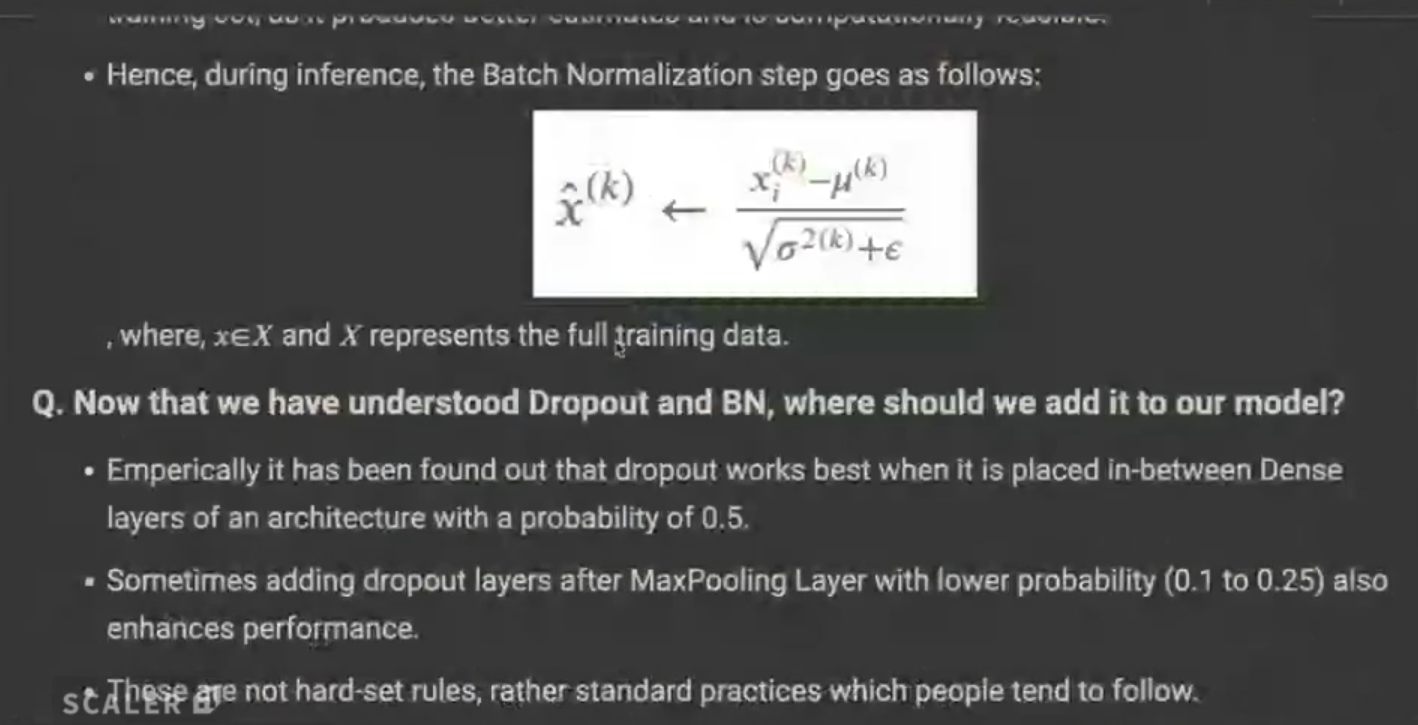 • Hence, during inference, the Batch Normalization step goes as follows:
x̂^(k) ← (x_i^(k) − μ^(k)) / √(σ^2(k) + ϵ)
, where, x∈X and X represents the full training data.
Q. Now that we have understood Dropout and BN, where should we add it to our model?
• Emperically it has been found out that dropout works best when it is placed in-between Dense
layers of an architecture with a probability of 0.5.
• Sometimes adding dropout layers after MaxPooling Layer with lower probability (0.1 to 0.25) also
enhances performance.
• These are not hard-set rules, rather standard practices which people tend to follow.
SCALER